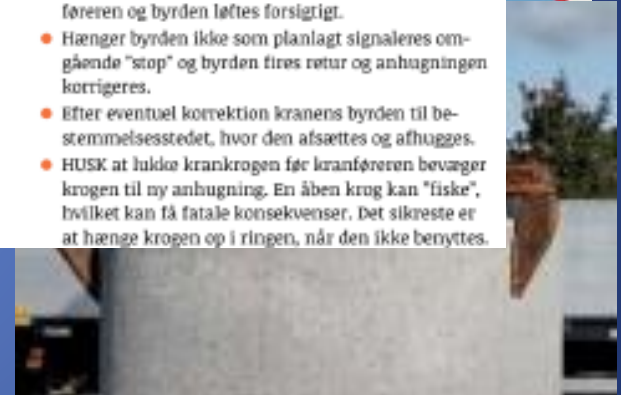 føreren og byrden løftes forsigtigt.
Hænger byrden ikke som planlagt signaleres om-
gående "stop" og byrden fires retur og anhugningen
korrigeres.
Efter eventuel korrektion kranens byrden til be-
stemmelsesstedet, hvor den afsættes og afhugges.
HUSK at lukke krankrogen før kranføreren bevæger
krogen til ny anhugning. En åben krog kan "fiske",
hvilket kan få fatale konsekvenser. Det sikreste er
at hænge krogen op i ringen, når den ikke benyttes.